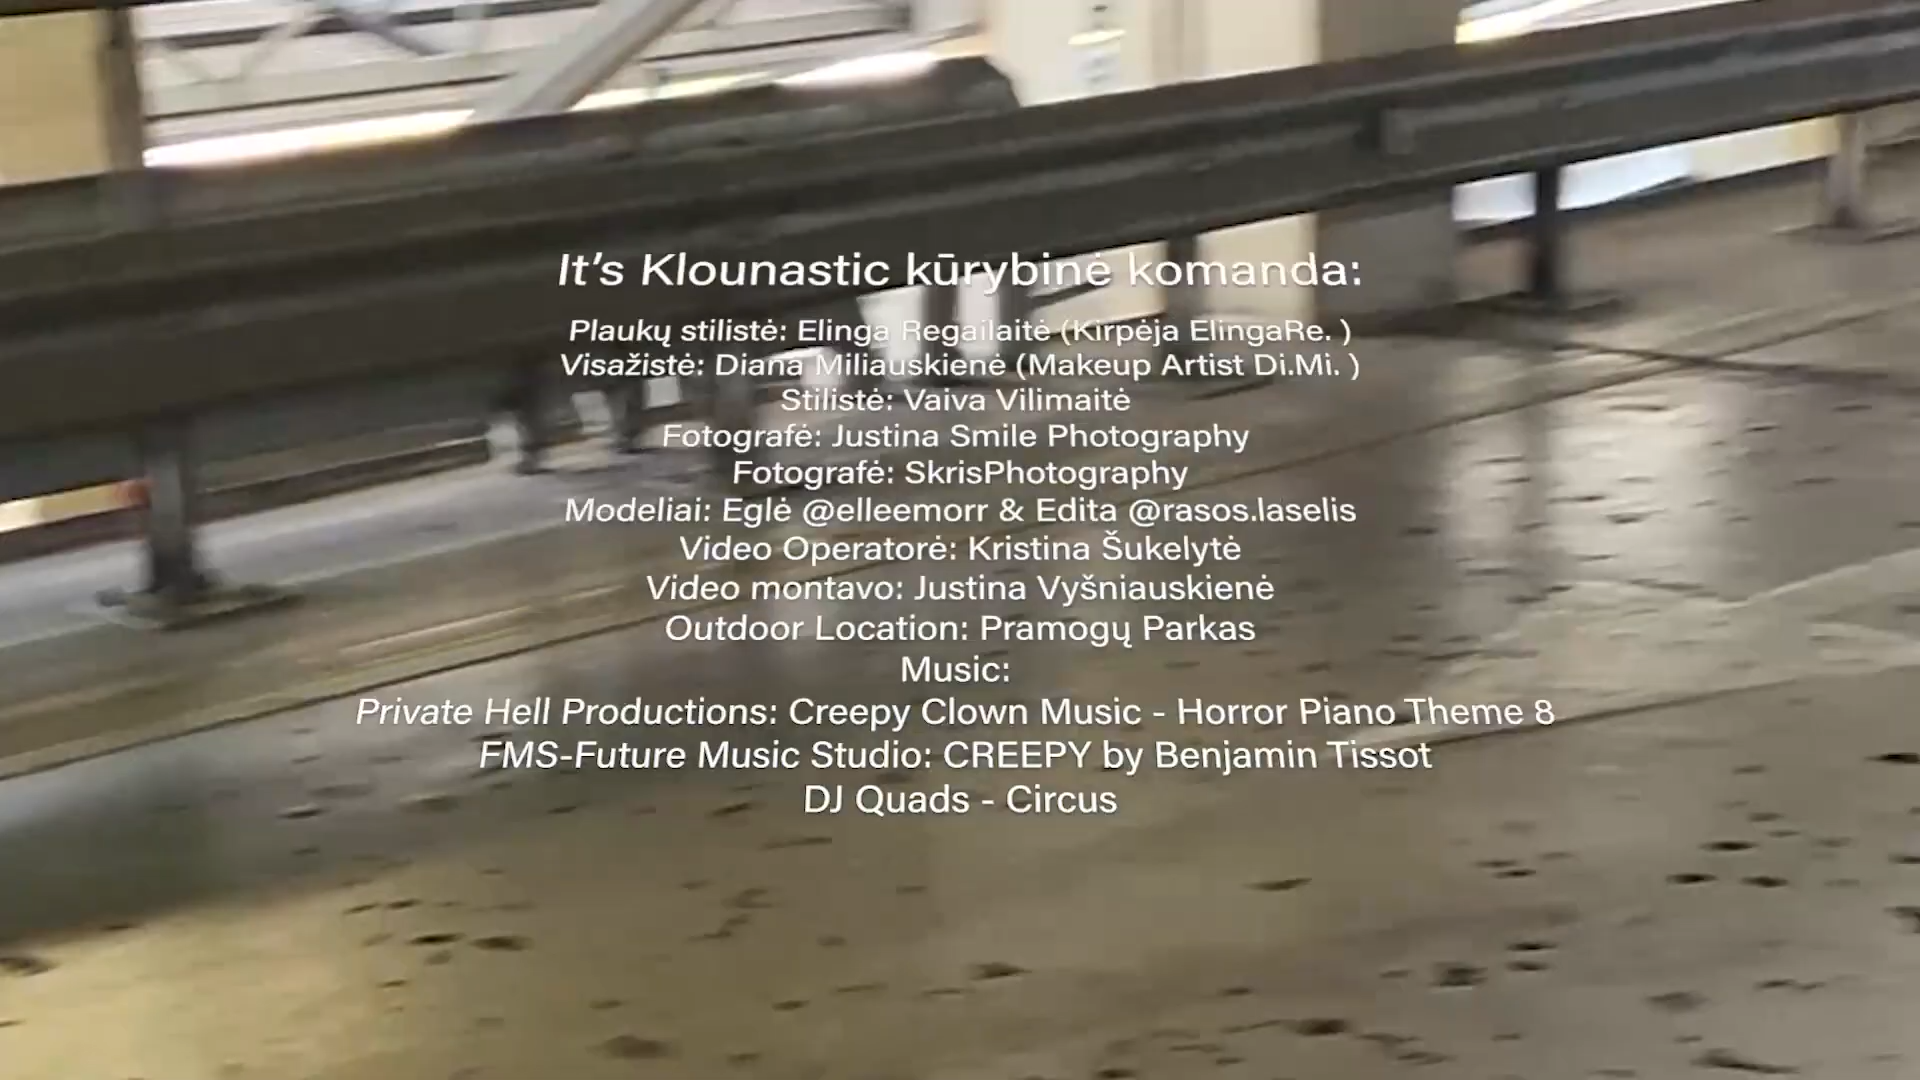 It's Klounastic kūrybinė komanda:
Plaukų stilistė: Elinga Regailaitė (Kirpėja ElingaRe. )
Visažistė: Diana Miliauskienė (Makeup Artist Di.Mi. )
Stilistė: Vaiva Vilimaitė
Fotografė: Justina Smile Photography
Fotografė: SkrisPhotography
Modeliai: Eglė @elleemorr & Edita @rasos.laselis
Video Operatorė: Kristina Šukelytė
Video montavo: Justina Vyšniauskienė
Outdoor Location: Pramogų Parkas
Music:
Private Hell Productions: Creepy Clown Music - Horror Piano Theme 8
FMS-Future Music Studio: CREEPY by Benjamin Tissot
DJ Quads - Circus